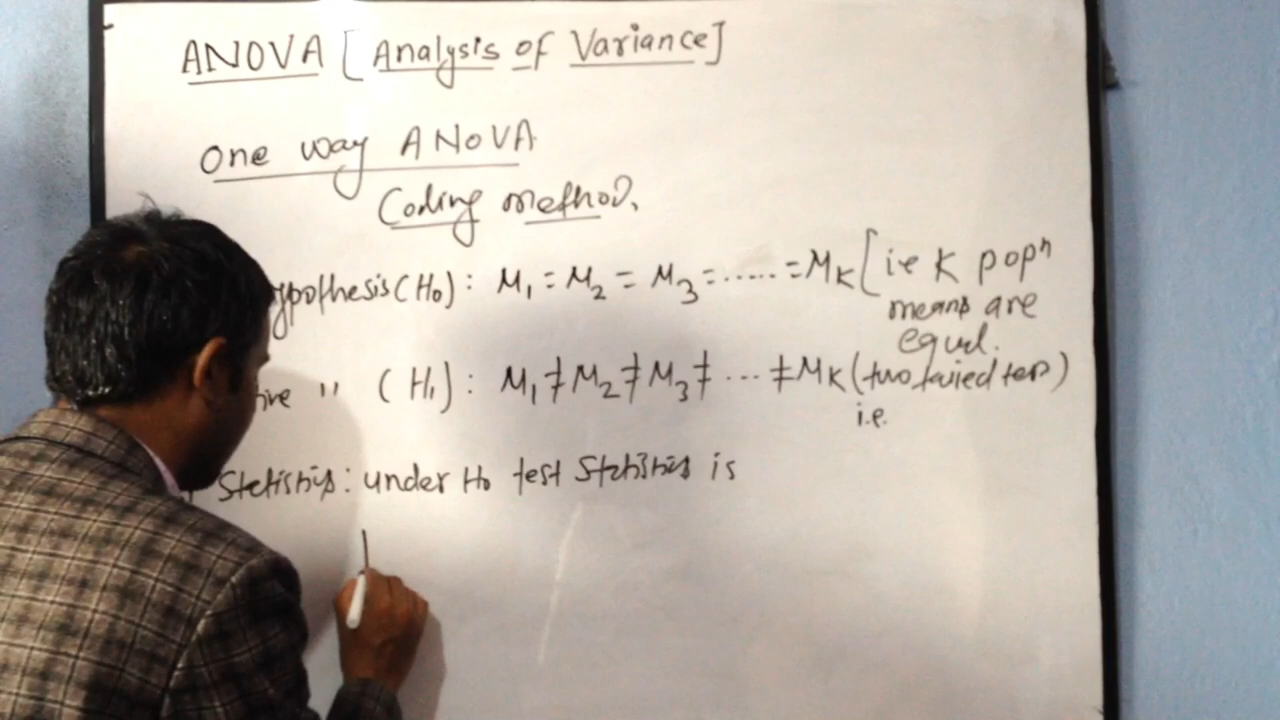 ANOVA [Analysis of Variance]
One way ANOVA
Coding method.
ypothesis (H₀): M₁ = M₂ = M₃ = ...... = MK [ie K popⁿ
means are
equal.
ive " (H₁): M₁ ≠ M₂ ≠ M₃ ≠ ... ≠ MK (two tailed test)
i.e.
Statistics: under H₀ test Statistics is